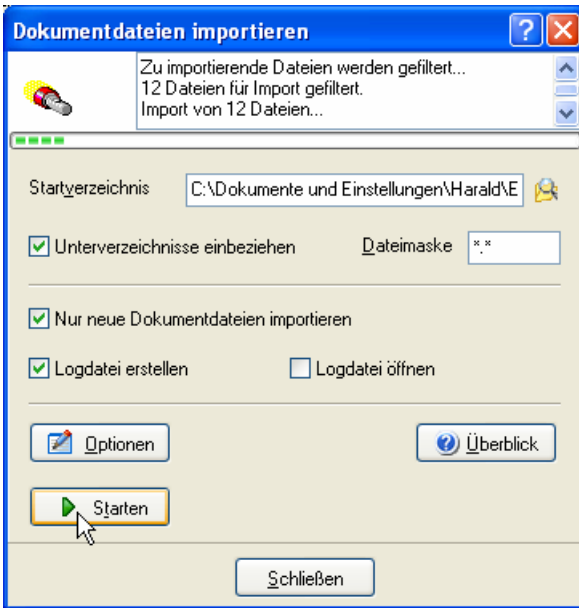 Dokumentdateien importieren
Zu importierende Dateien werden gefiltert...
12 Dateien für Import gefiltert.
Import von 12 Dateien...
Startverzeichnis C:\Dokumente und Einstellungen\Harald\E
Unterverzeichnisse einbeziehen Dateimaske *.*
Nur neue Dokumentdateien importieren
Logdatei erstellen Logdatei öffnen
Optionen Überblick
Starten
Schließen